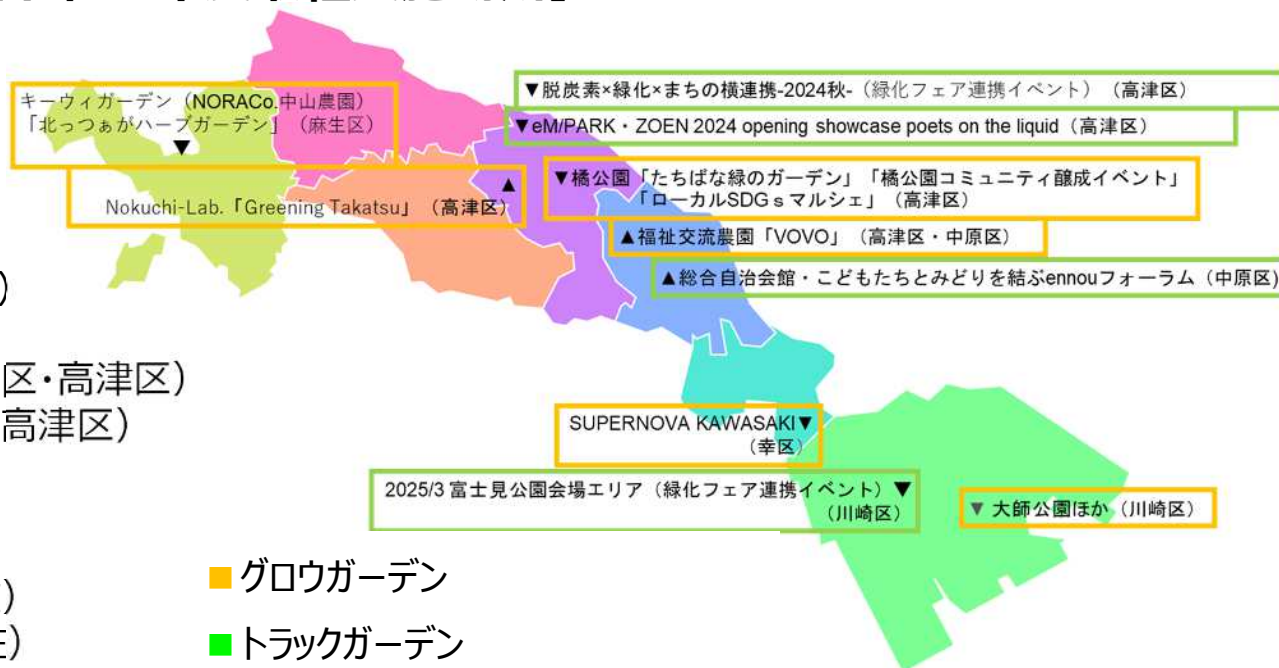 キーウィガーデン（NORACo.中山農園）
「北っつぁがハーブガーデン」（麻生区）
▼
▲
Nokuchi-Lab.「Greening Takatsu」（高津区）
▼脱炭素×緑化×まちの横連携-2024秋-（緑化フェア連携イベント）（高津区）
▼eM/PARK・ZOEN 2024 opening showcase poets on the liquid（高津区）
▼橘公園「たちばな緑のガーデン」「橘公園コミュニティ醸成イベント」
「ローカルSDGｓマルシェ」（高津区）
▲福祉交流農園「VOVO」（高津区・中原区）
▲総合自治会館・こどもたちとみどりを結ぶennouフォーラム（中原区）
）
区・高津区）
高津区）
SUPERNOVA KAWASAKI▼
（幸区）
2025/3 富士見公園会場エリア（緑化フェア連携イベント）▼
（川崎区）
▼ 大師公園ほか（川崎区）
■グロウガーデン
）
■トラックガーデン